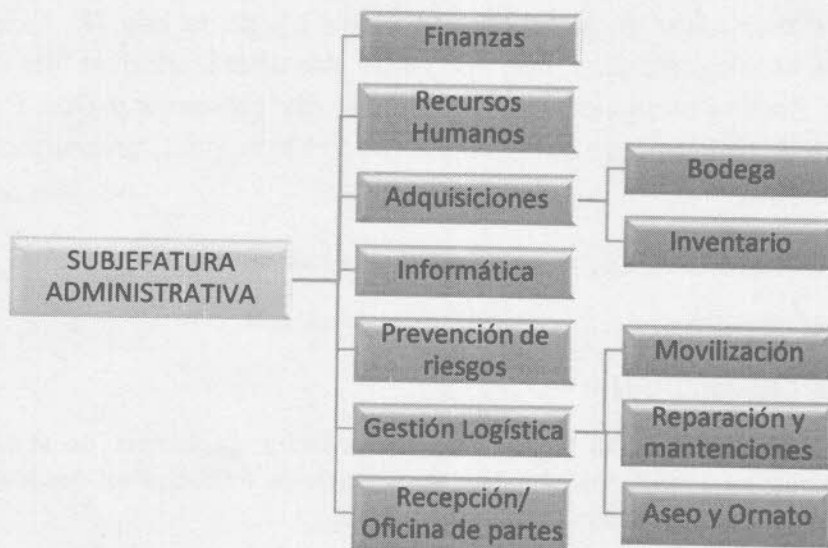 SUBJEFATURA
ADMINISTRATIVA
Finanzas
Recursos
Humanos
Adquisiciones
Bodega
Inventario
Informática
Prevención de
riesgos
Gestión Logística
Movilización
Reparación y
mantenciones
Aseo y Ornato
Recepción/
Oficina de partes